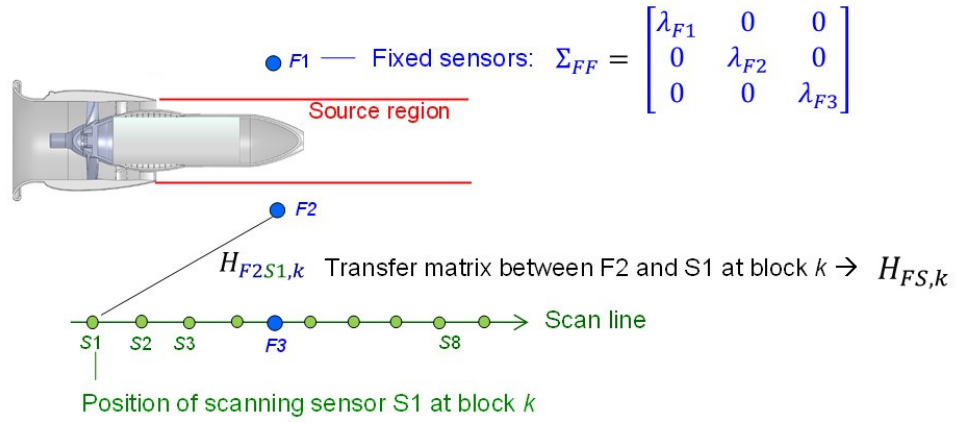 F1 — Fixed sensors: Σ_FF = [λ_F1 0 0
0 λ_F2 0
0 0 λ_F3]
Source region
F2
H_F2S1,k Transfer matrix between F2 and S1 at block k → H_FS,k
Scan line
S1 S2 S3 F3 S8
Position of scanning sensor S1 at block k